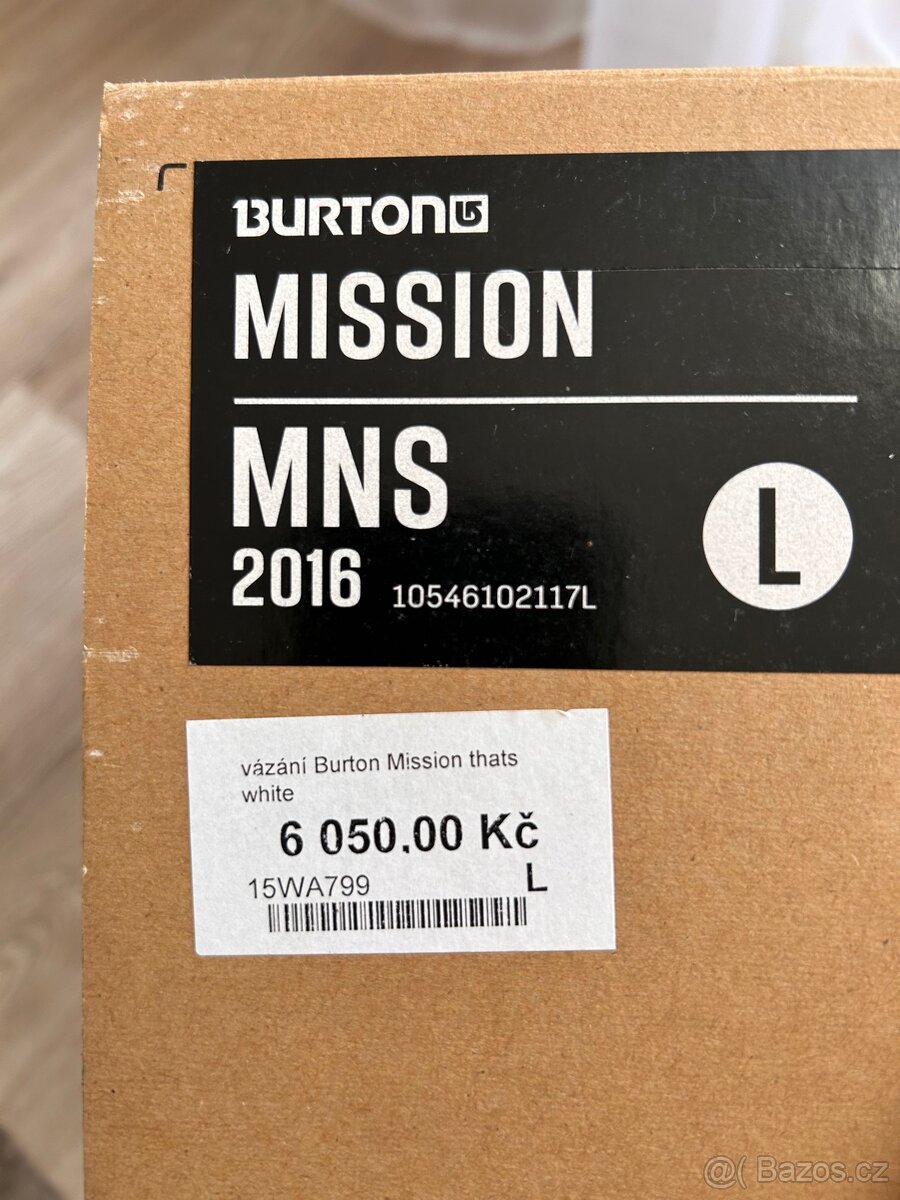 BURTON
MISSION
MNS
2016 10546102117L
L
vázání Burton Mission thats
white
6 050.00 Kč
15WA799 L
@( Bazos.cz